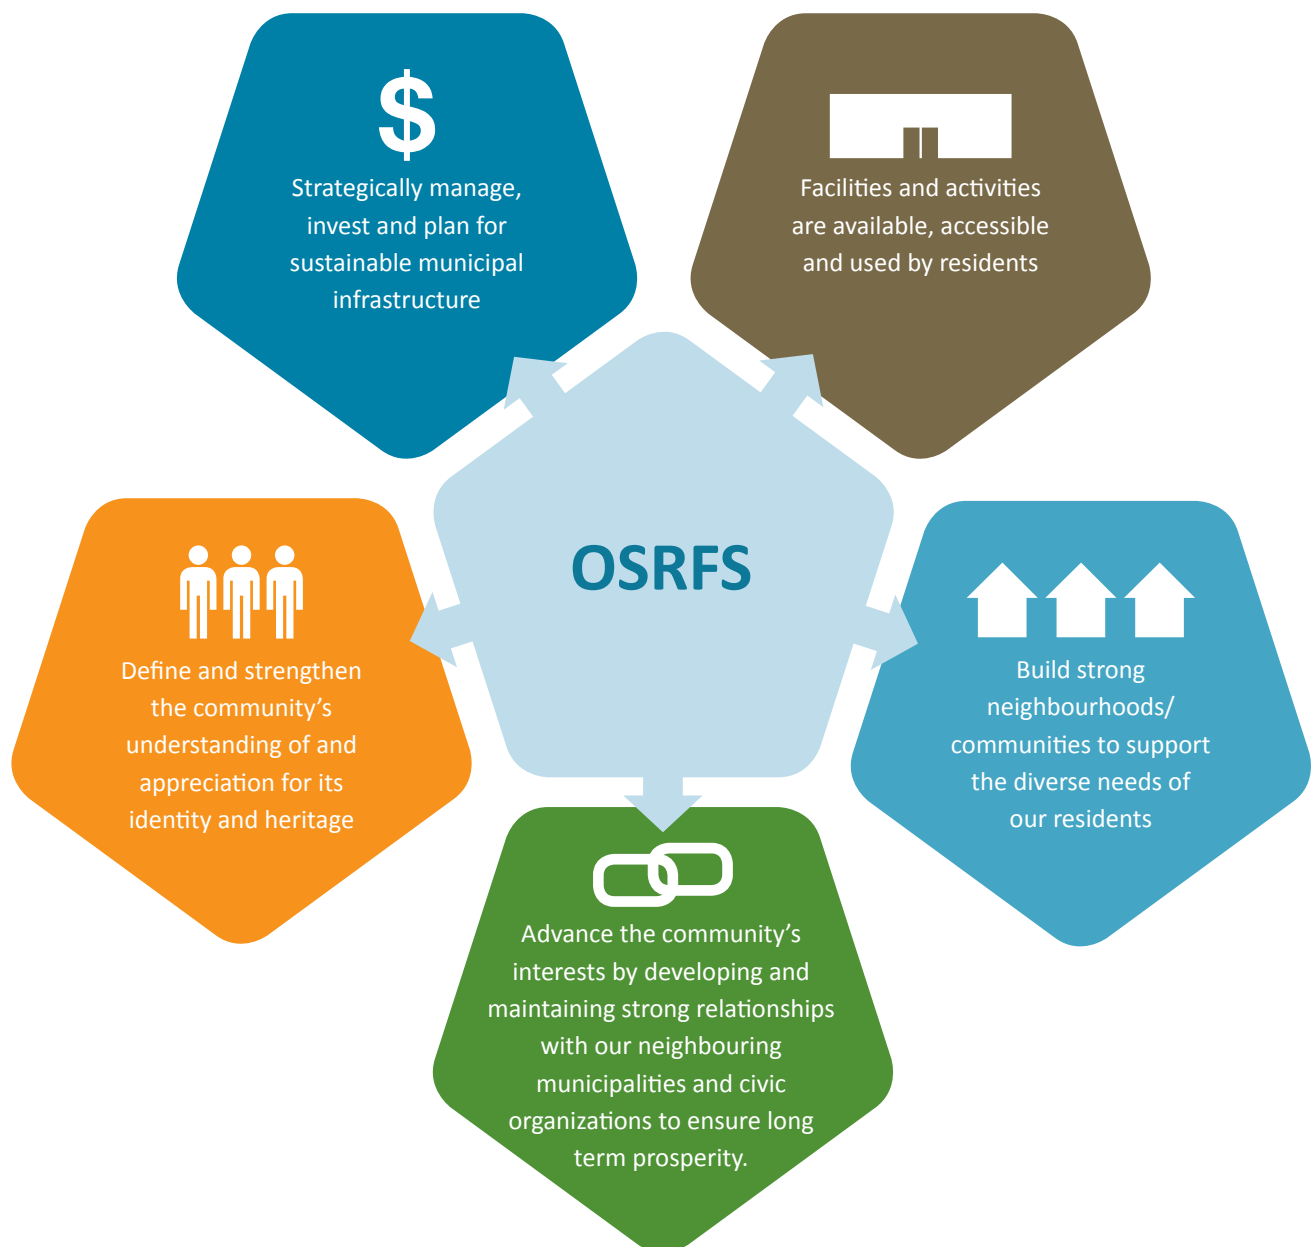 $
Strategically manage,
invest and plan for
sustainable municipal
infrastructure
Facilities and activities
are available, accessible
and used by residents
OSRFS
Define and strengthen
the community’s
understanding of and
appreciation for its
identity and heritage
Build strong
neighbourhoods/
communities to support
the diverse needs of
our residents
Advance the community’s
interests by developing and
maintaining strong relationships
with our neighbouring
municipalities and civic
organizations to ensure long
term prosperity.